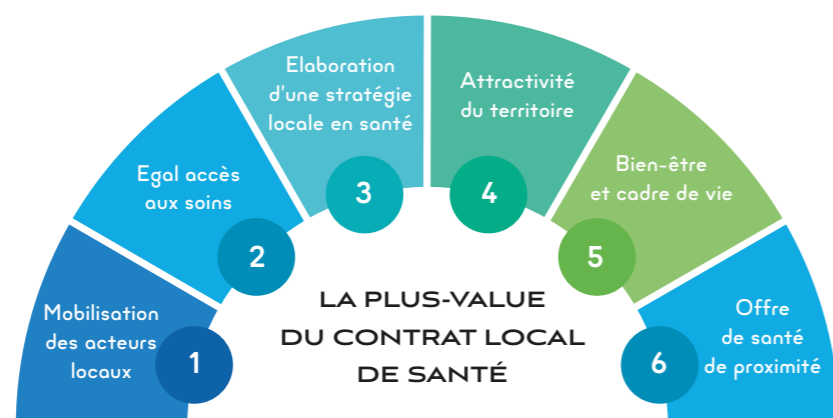 Mobilisation
des acteurs
locaux
1
Egal accès
aux soins
2
Elaboration
d'une stratégie
locale en santé
3
Attractivité
du territoire
4
Bien-être
et cadre de vie
5
Offre
de santé
de proximité
6
LA PLUS-VALUE
DU CONTRAT LOCAL
DE SANTÉ